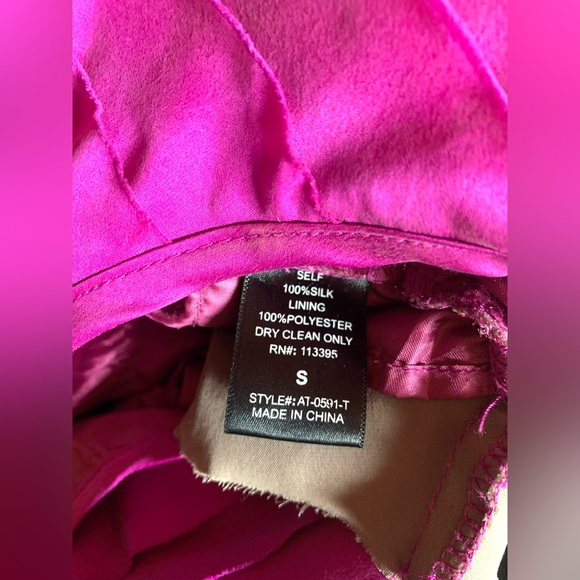 SELF
100%SILK
LINING
100%POLYESTER
DRY CLEAN ONLY
RN#: 113395
S
STYLE#: AT-0591-T
MADE IN CHINA